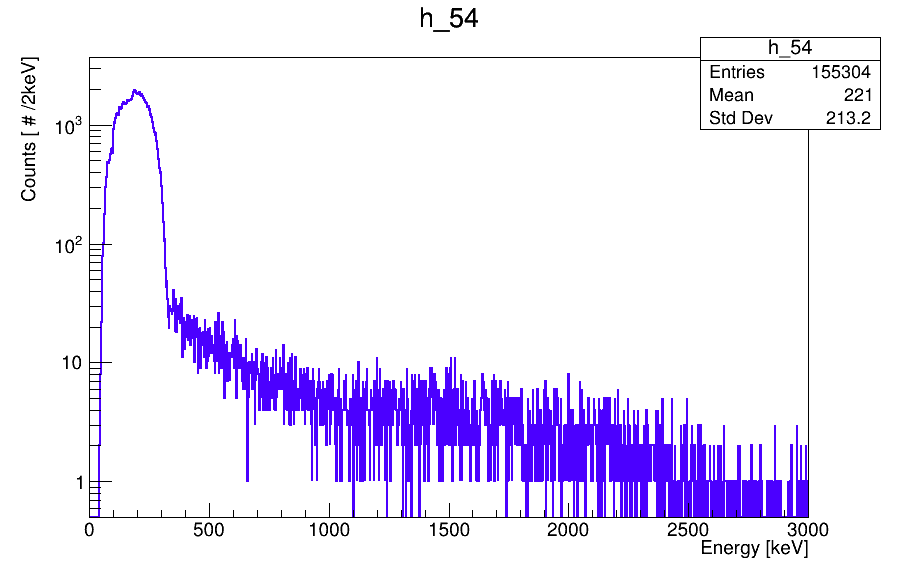 h_54
h_54
Entries 155304
Mean 221
Std Dev 213.2
Counts [ # /2keV]
10³
10²
10
1
0 500 1000 1500 2000 2500 3000
Energy [keV]